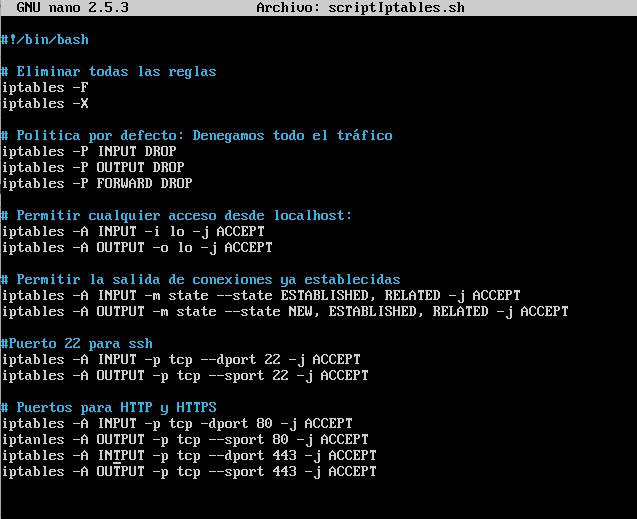 GNU nano 2.5.3 Archivo: scriptIptables.sh
#!/bin/bash
# Eliminar todas las reglas
iptables -F
iptables -X
# Politica por defecto: Denegamos todo el tráfico
iptables -P INPUT DROP
iptables -P OUTPUT DROP
iptables -P FORWARD DROP
# Permitir cualquier acceso desde localhost:
iptables -A INPUT -i lo -j ACCEPT
iptables -A OUTPUT -o lo -j ACCEPT
# Permitir la salida de conexiones ya establecidas
iptables -A INPUT -m state --state ESTABLISHED, RELATED -j ACCEPT
iptables -A OUTPUT -m state --state NEW, ESTABLISHED, RELATED -j ACCEPT
#Puerto 22 para ssh
iptables -A INPUT -p tcp --dport 22 -j ACCEPT
iptables -A OUTPUT -p tcp --sport 22 -j ACCEPT
# Puertos para HTTP y HTTPS
iptables -A INPUT -p tcp -dport 80 -j ACCEPT
iptanles -A OUTPUT -p tcp --sport 80 -j ACCEPT
iptables -A INTPUT -p tcp --dport 443 -j ACCEPT
iptables -A OUTPUT -p tcp --sport 443 -j ACCEPT